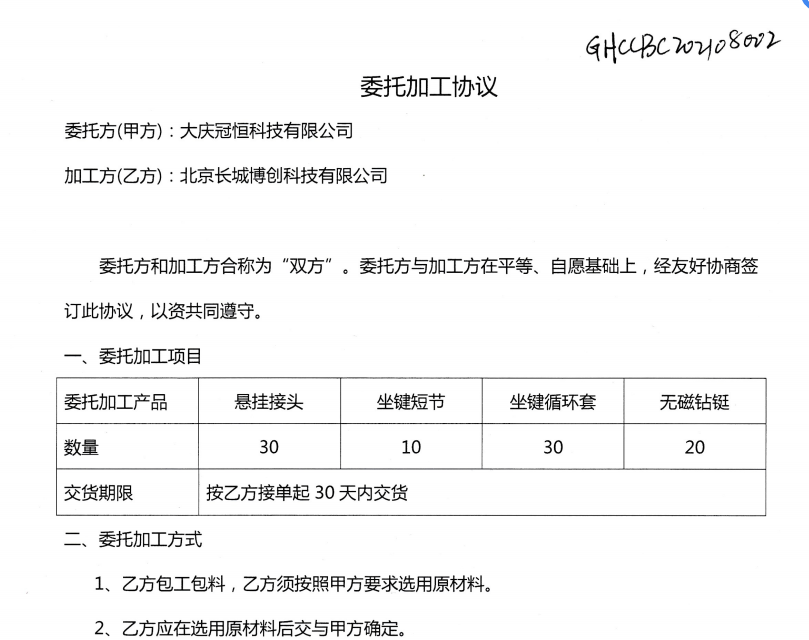 GHCCBC202108002
委托加工协议
委托方(甲方)：大庆冠恒科技有限公司
加工方(乙方)：北京长城博创科技有限公司
委托方和加工方合称为“双方”。委托方与加工方在平等、自愿基础上，经友好协商签
订此协议，以资共同遵守。
一、委托加工项目
委托加工产品 悬挂接头 坐键短节 坐键循环套 无磁钻铤
数量 30 10 30 20
交货期限 按乙方接单起 30 天内交货
二、委托加工方式
1、乙方包工包料，乙方须按照甲方要求选用原材料。
2、乙方应在选用原材料后交与甲方确定。